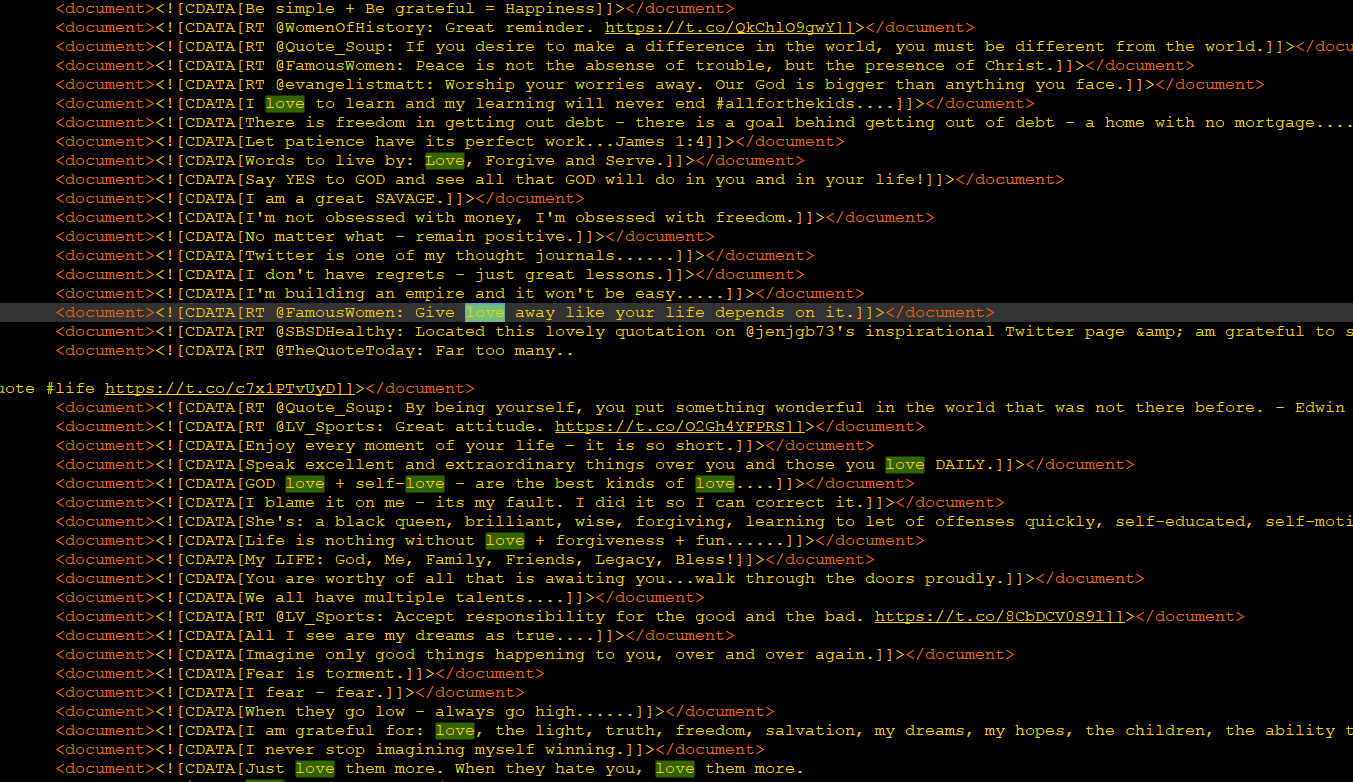 <document><![CDATA[Be simple + Be grateful = Happiness]]></document>
<document><![CDATA[RT @WomenOfHistory: Great reminder. https://t.co/QkChlO9gwY]]></document>
<document><![CDATA[RT @Quote_Soup: If you desire to make a difference in the world, you must be different from the world.]]></docu
<document><![CDATA[RT @FamousWomen: Peace is not the absense of trouble, but the presence of Christ.]]></document>
<document><![CDATA[RT @evangelistmatt: Worship your worries away. Our God is bigger than anything you face.]]></document>
<document><![CDATA[I love to learn and my learning will never end #allforthekids....]]></document>
<document><![CDATA[There is freedom in getting out debt - there is a goal behind getting out of debt - a home with no mortgage....
<document><![CDATA[Let patience have its perfect work...James 1:4]]></document>
<document><![CDATA[Words to live by: Love, Forgive and Serve.]]></document>
<document><![CDATA[Say YES to GOD and see all that GOD will do in you and in your life!]]></document>
<document><![CDATA[I am a great SAVAGE.]]></document>
<document><![CDATA[I'm not obsessed with money, I'm obsessed with freedom.]]></document>
<document><![CDATA[No matter what - remain positive.]]></document>
<document><![CDATA[Twitter is one of my thought journals......]]></document>
<document><![CDATA[I don't have regrets - just great lessons.]]></document>
<document><![CDATA[I'm building an empire and it won't be easy.....]]></document>
<document><![CDATA[RT @FamousWomen: Give love away like your life depends on it.]]></document>
<document><![CDATA[RT @SBSDHealthy: Located this lovely quotation on @jenjgb73's inspirational Twitter page &amp; am grateful to s
<document><![CDATA[RT @TheQuoteToday: Far too many..
uote #life https://t.co/c7x1PTvUyD]]></document>
<document><![CDATA[RT @Quote_Soup: By being yourself, you put something wonderful in the world that was not there before. - Edwin
<document><![CDATA[RT @LV_Sports: Great attitude. https://t.co/O2Gh4YFPRS]]></document>
<document><![CDATA[Enjoy every moment of your life - it is so short.]]></document>
<document><![CDATA[Speak excellent and extraordinary things over you and those you love DAILY.]]></document>
<document><![CDATA[GOD love + self-love - are the best kinds of love....]]></document>
<document><![CDATA[I blame it on me - its my fault. I did it so I can correct it.]]></document>
<document><![CDATA[She's: a black queen, brilliant, wise, forgiving, learning to let of offenses quickly, self-educated, self-moti
<document><![CDATA[Life is nothing without love + forgiveness + fun......]]></document>
<document><![CDATA[My LIFE: God, Me, Family, Friends, Legacy, Bless!]]></document>
<document><![CDATA[You are worthy of all that is awaiting you...walk through the doors proudly.]]></document>
<document><![CDATA[We all have multiple talents....]]></document>
<document><![CDATA[RT @LV_Sports: Accept responsibility for the good and the bad. https://t.co/8CbDCV0S9l]]></document>
<document><![CDATA[All I see are my dreams as true....]]></document>
<document><![CDATA[Imagine only good things happening to you, over and over again.]]></document>
<document><![CDATA[Fear is torment.]]></document>
<document><![CDATA[I fear - fear.]]></document>
<document><![CDATA[When they go low - always go high......]]></document>
<document><![CDATA[I am grateful for: love, the light, truth, freedom, salvation, my dreams, my hopes, the children, the ability t
<document><![CDATA[I never stop imagining myself winning.]]></document>
<document><![CDATA[Just love them more. When they hate you, love them more.